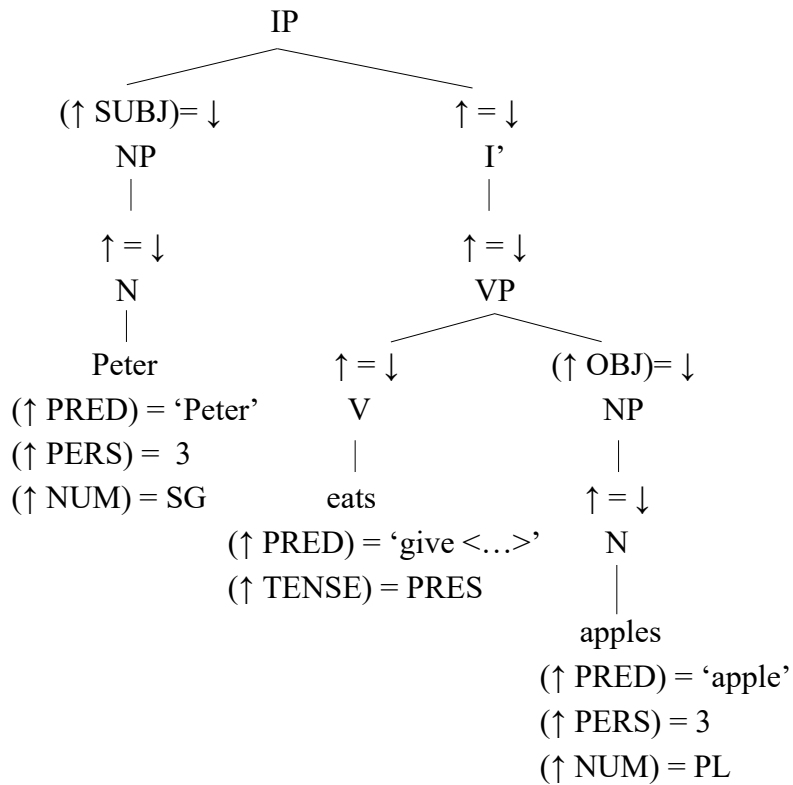 IP
(↑ SUBJ)= ↓ ↑ = ↓
NP I’
↑ = ↓ ↑ = ↓
N VP
Peter ↑ = ↓ (↑ OBJ)= ↓
(↑ PRED) = ‘Peter’ V NP
(↑ PERS) = 3
(↑ NUM) = SG eats ↑ = ↓
(↑ PRED) = ‘give <…>’ N
(↑ TENSE) = PRES
apples
(↑ PRED) = ‘apple’
(↑ PERS) = 3
(↑ NUM) = PL